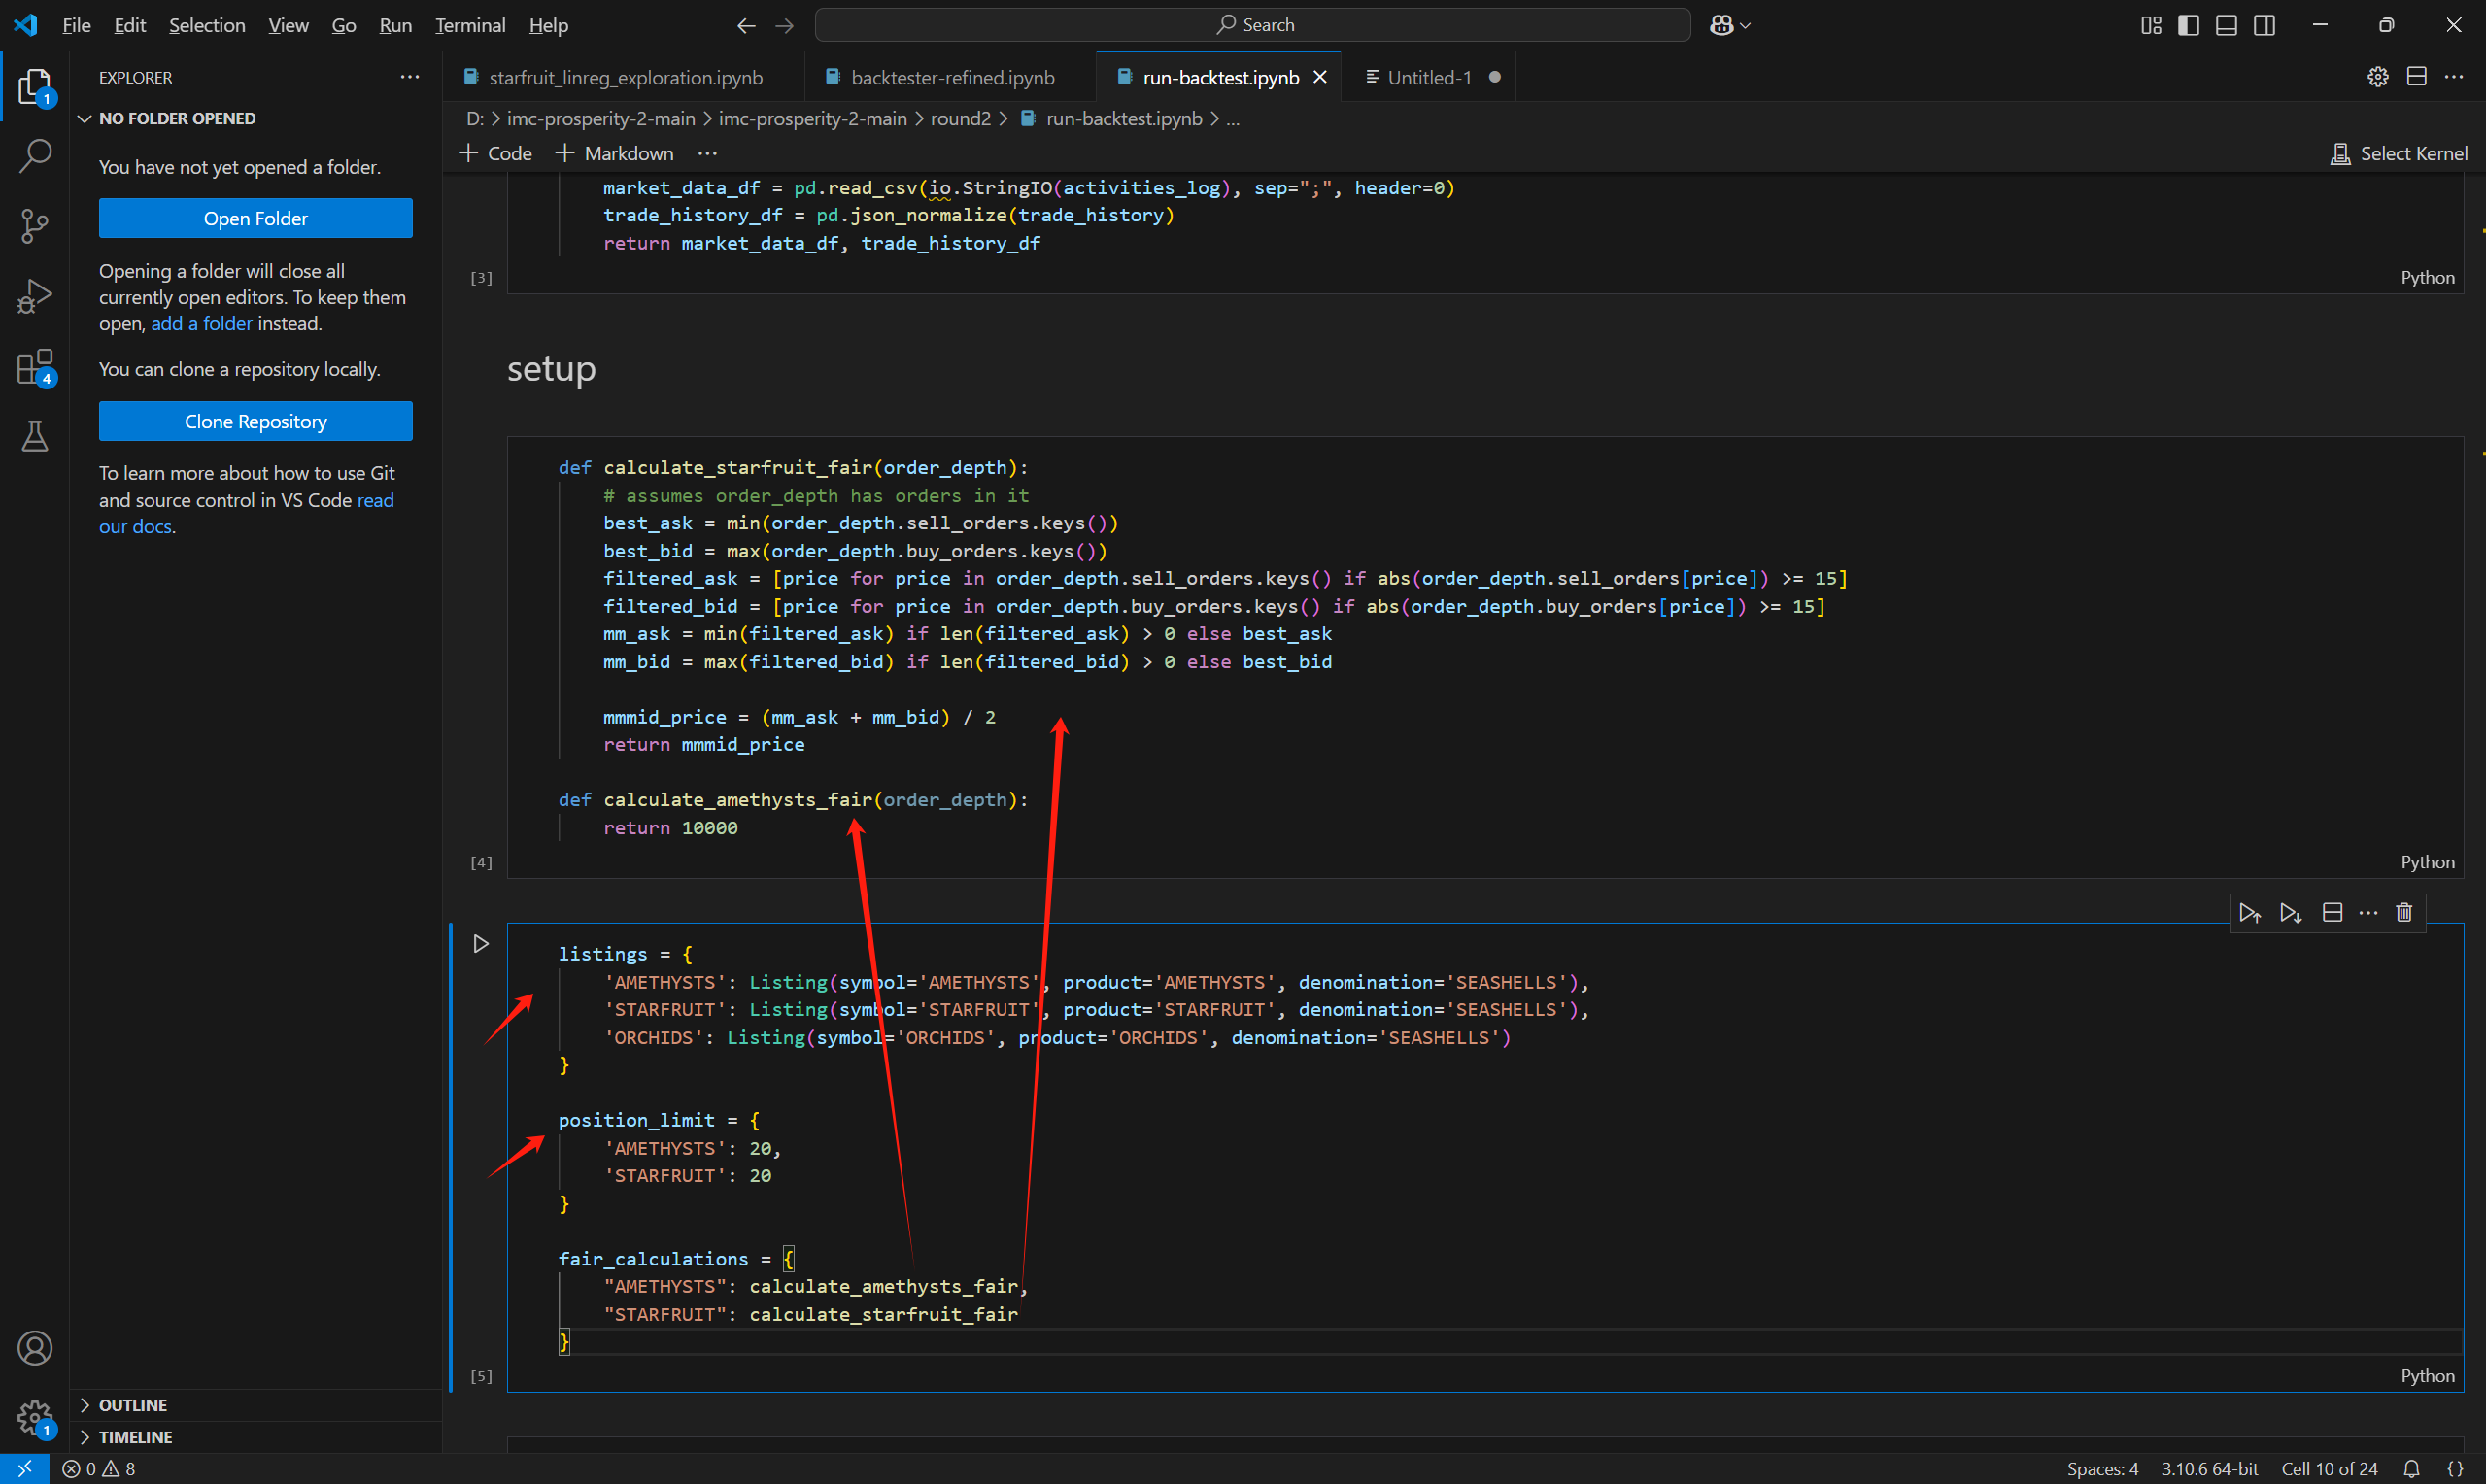 File Edit Selection View Go Run Terminal Help
Search
EXPLORER
NO FOLDER OPENED
You have not yet opened a folder.
Open Folder
Opening a folder will close all
currently open editors. To keep them
open, add a folder instead.
You can clone a repository locally.
Clone Repository
To learn more about how to use Git
and source control in VS Code read
our docs.
OUTLINE
TIMELINE
1
4
1
starfruit_linreg_exploration.ipynb backtester-refined.ipynb run-backtest.ipynb Untitled-1
D: > imc-prosperity-2-main > imc-prosperity-2-main > round2 > run-backtest.ipynb > ...
+ Code + Markdown ... Select Kernel
market_data_df = pd.read_csv(io.StringIO(activities_log), sep=";", header=0)
trade_history_df = pd.json_normalize(trade_history)
return market_data_df, trade_history_df
[3] Python
setup
def calculate_starfruit_fair(order_depth):
# assumes order_depth has orders in it
best_ask = min(order_depth.sell_orders.keys())
best_bid = max(order_depth.buy_orders.keys())
filtered_ask = [price for price in order_depth.sell_orders.keys() if abs(order_depth.sell_orders[price]) >= 15]
filtered_bid = [price for price in order_depth.buy_orders.keys() if abs(order_depth.buy_orders[price]) >= 15]
mm_ask = min(filtered_ask) if len(filtered_ask) > 0 else best_ask
mm_bid = max(filtered_bid) if len(filtered_bid) > 0 else best_bid
mmmid_price = (mm_ask + mm_bid) / 2
return mmmid_price
def calculate_amethysts_fair(order_depth):
return 10000
[4] Python
listings = {
'AMETHYSTS': Listing(symbol='AMETHYSTS', product='AMETHYSTS', denomination='SEASHELLS'),
'STARFRUIT': Listing(symbol='STARFRUIT', product='STARFRUIT', denomination='SEASHELLS'),
'ORCHIDS': Listing(symbol='ORCHIDS', product='ORCHIDS', denomination='SEASHELLS')
}
position_limit = {
'AMETHYSTS': 20,
'STARFRUIT': 20
}
fair_calculations = {
"AMETHYSTS": calculate_amethysts_fair,
"STARFRUIT": calculate_starfruit_fair
}
[5] Python
0 8 Spaces: 4 3.10.6 64-bit Cell 10 of 24 {}